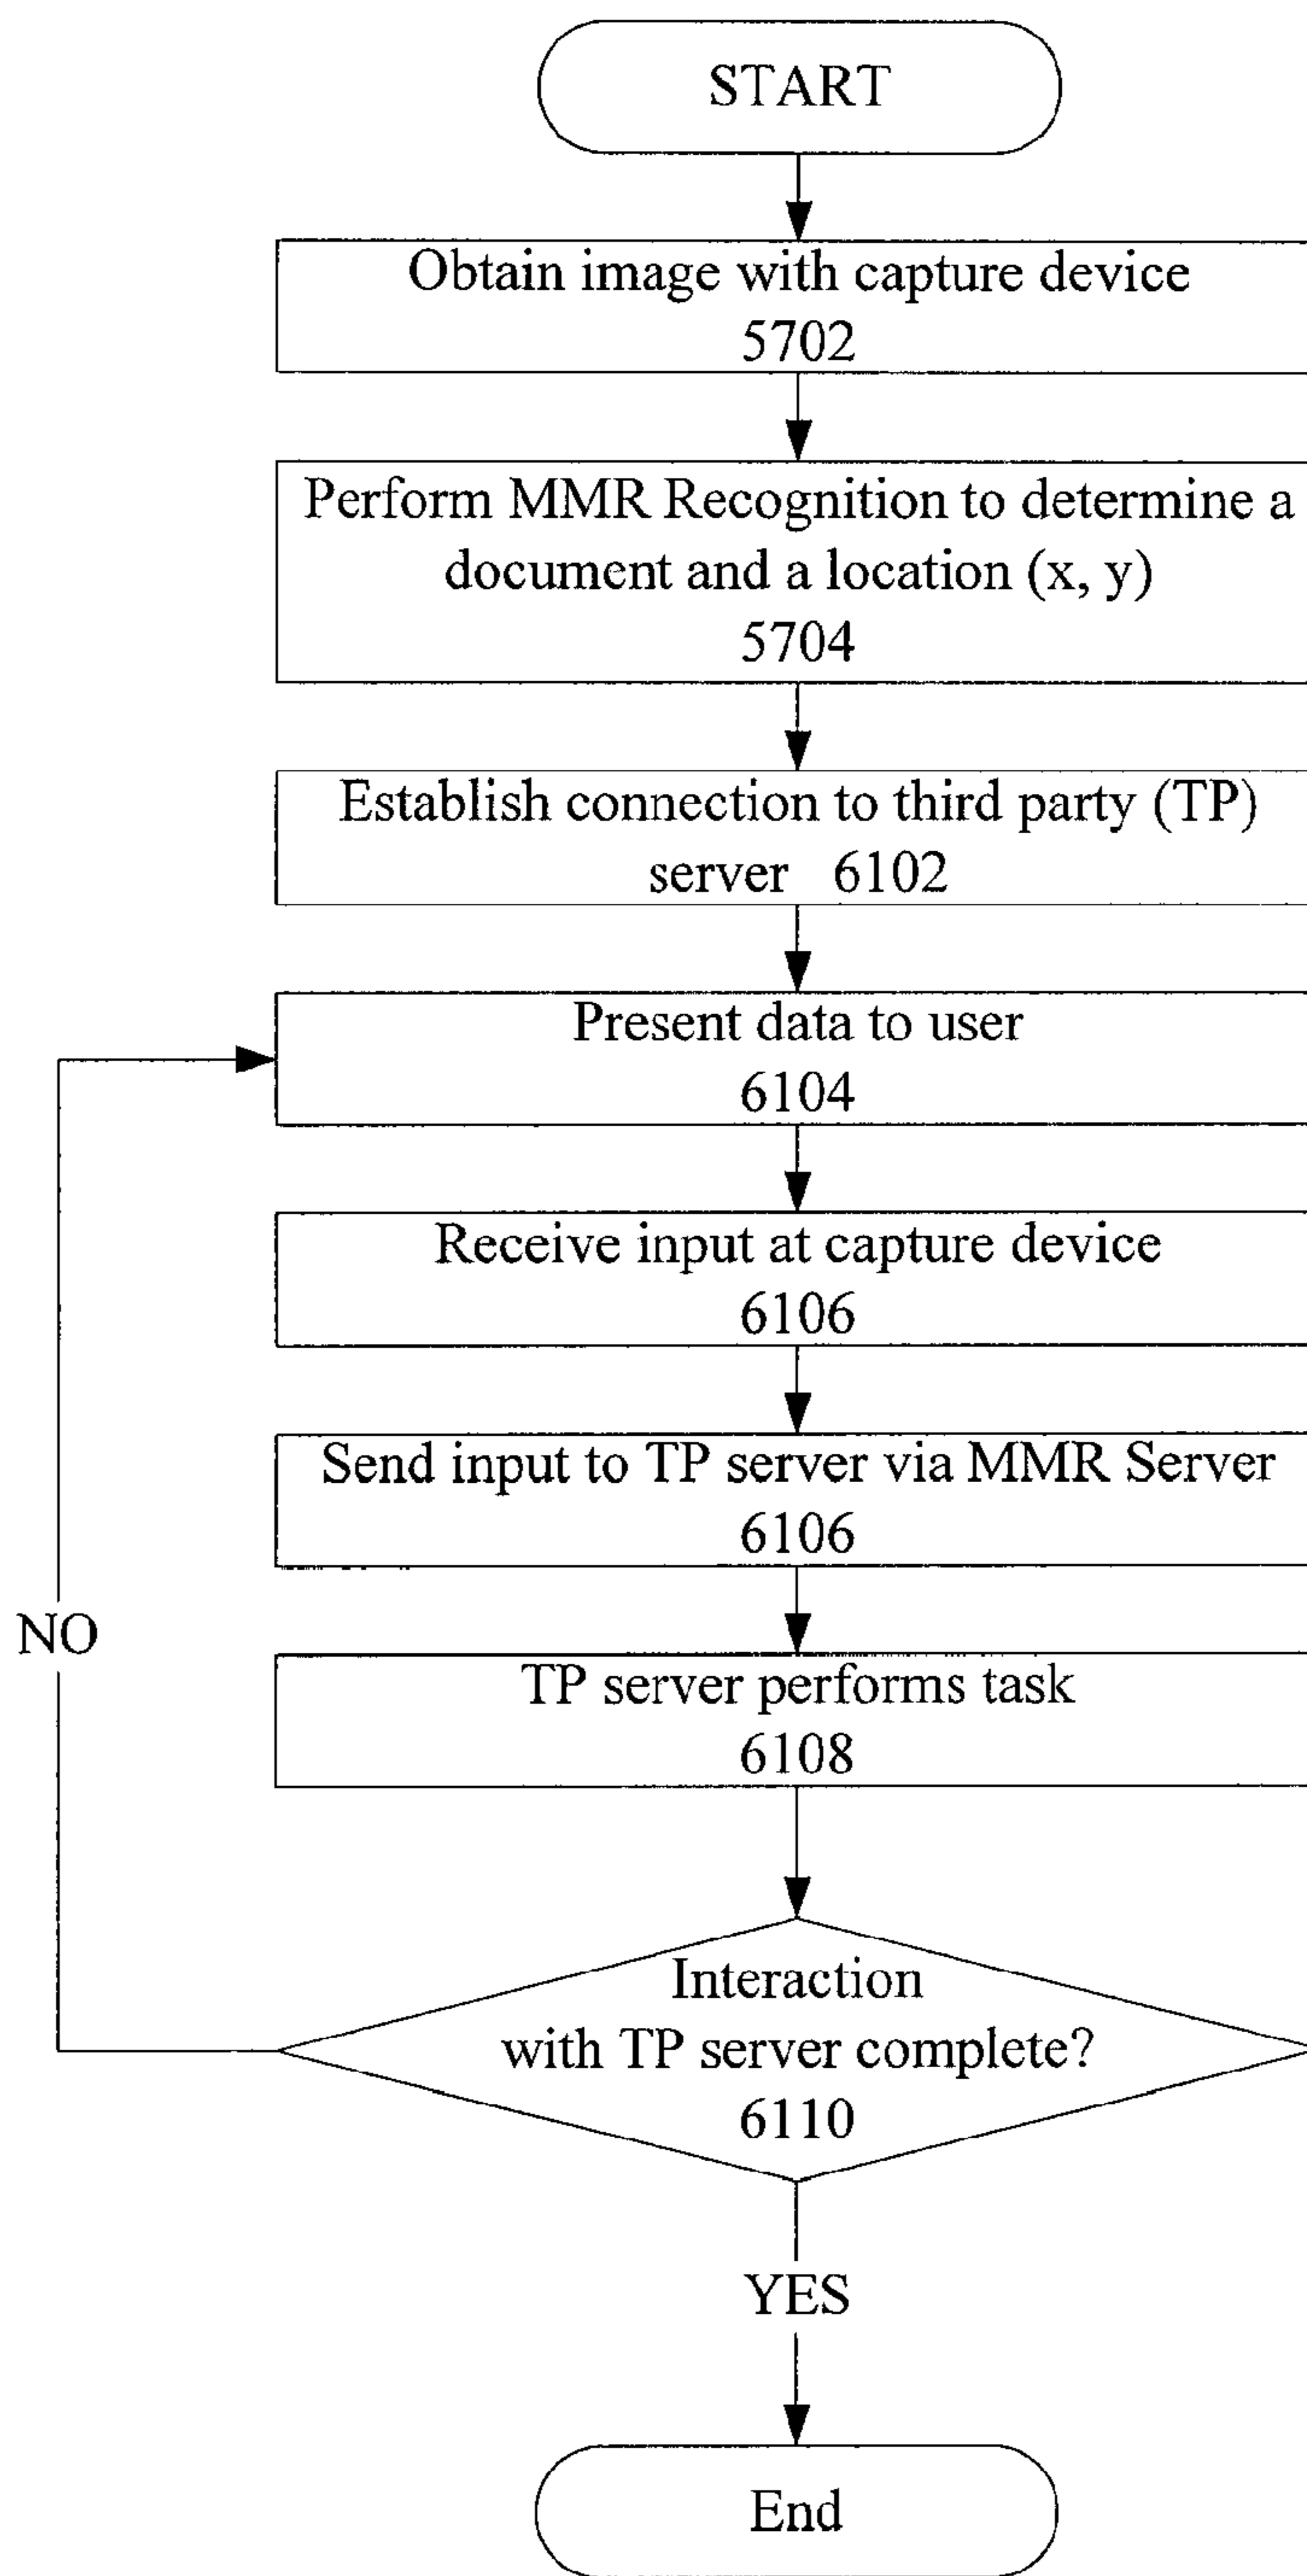 START
Obtain image with capture device
5702
Perform MMR Recognition to determine a
document and a location (x, y)
5704
Establish connection to third party (TP)
server 6102
Present data to user
6104
Receive input at capture device
6106
Send input to TP server via MMR Server
6106
NO
TP server performs task
6108
Interaction
with TP server complete?
6110
YES
End